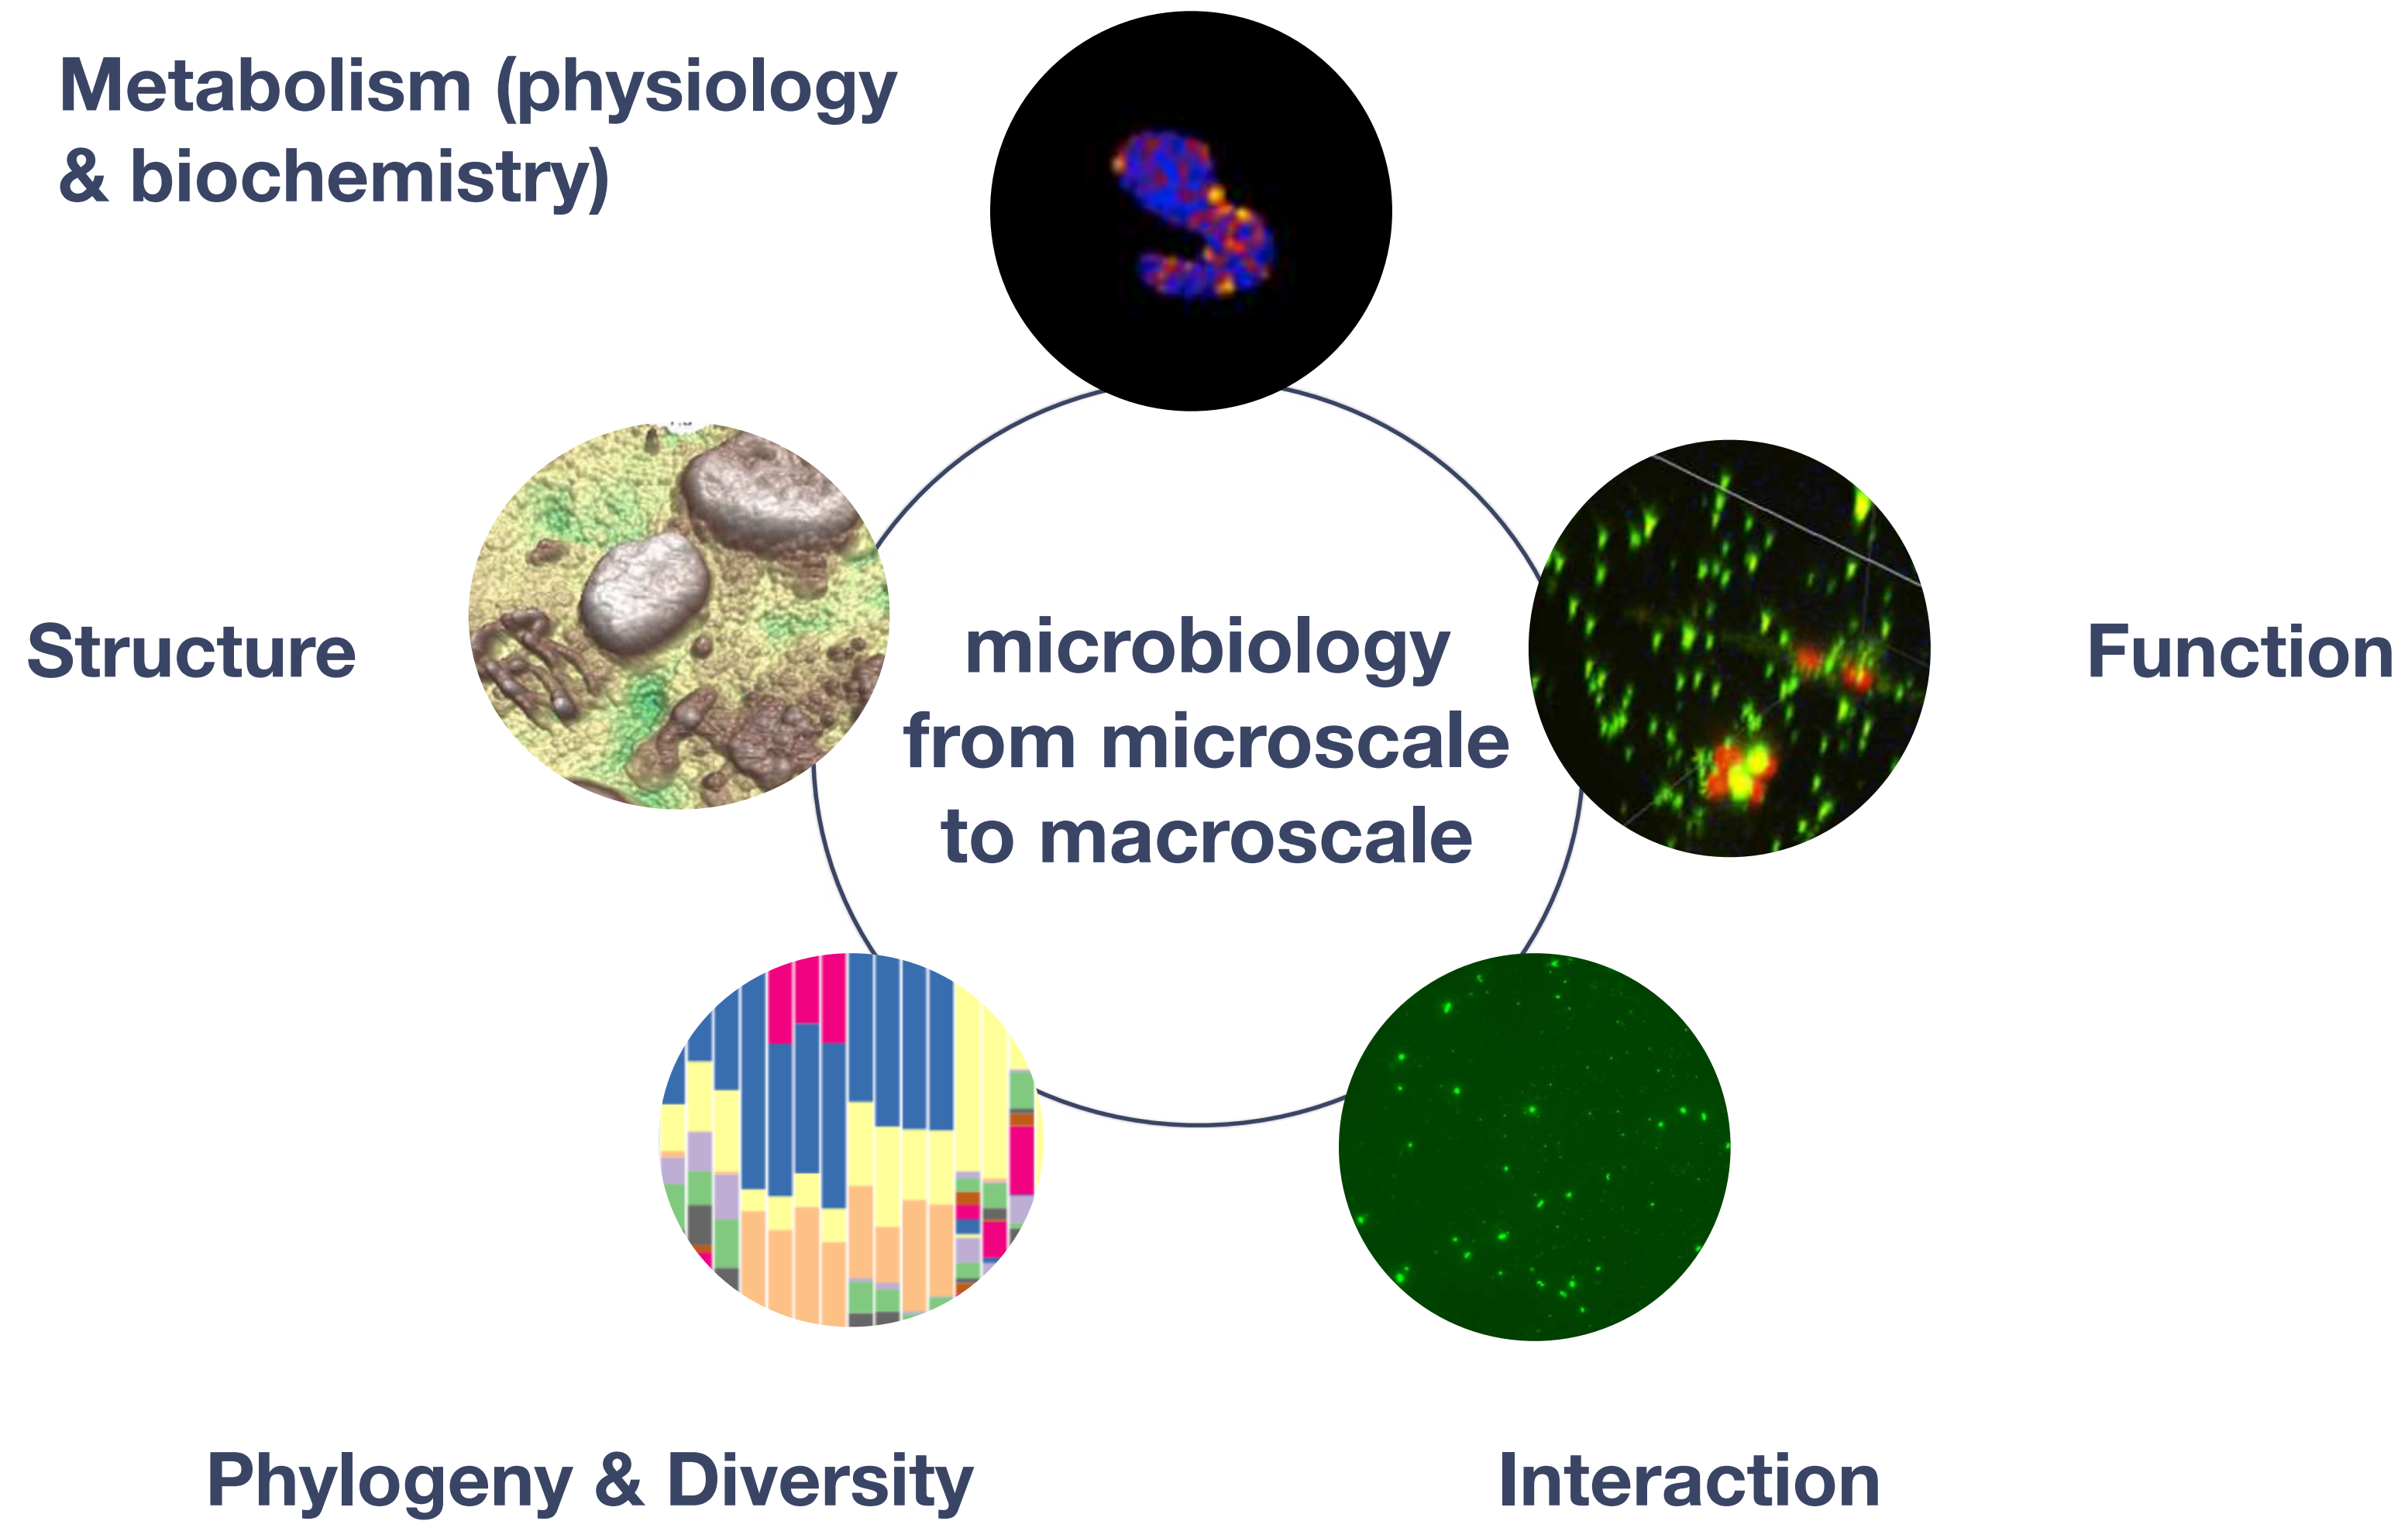 Metabolism (physiology
& biochemistry)
Structure
microbiology
from microscale
to macroscale
Function
Phylogeny & Diversity
Interaction